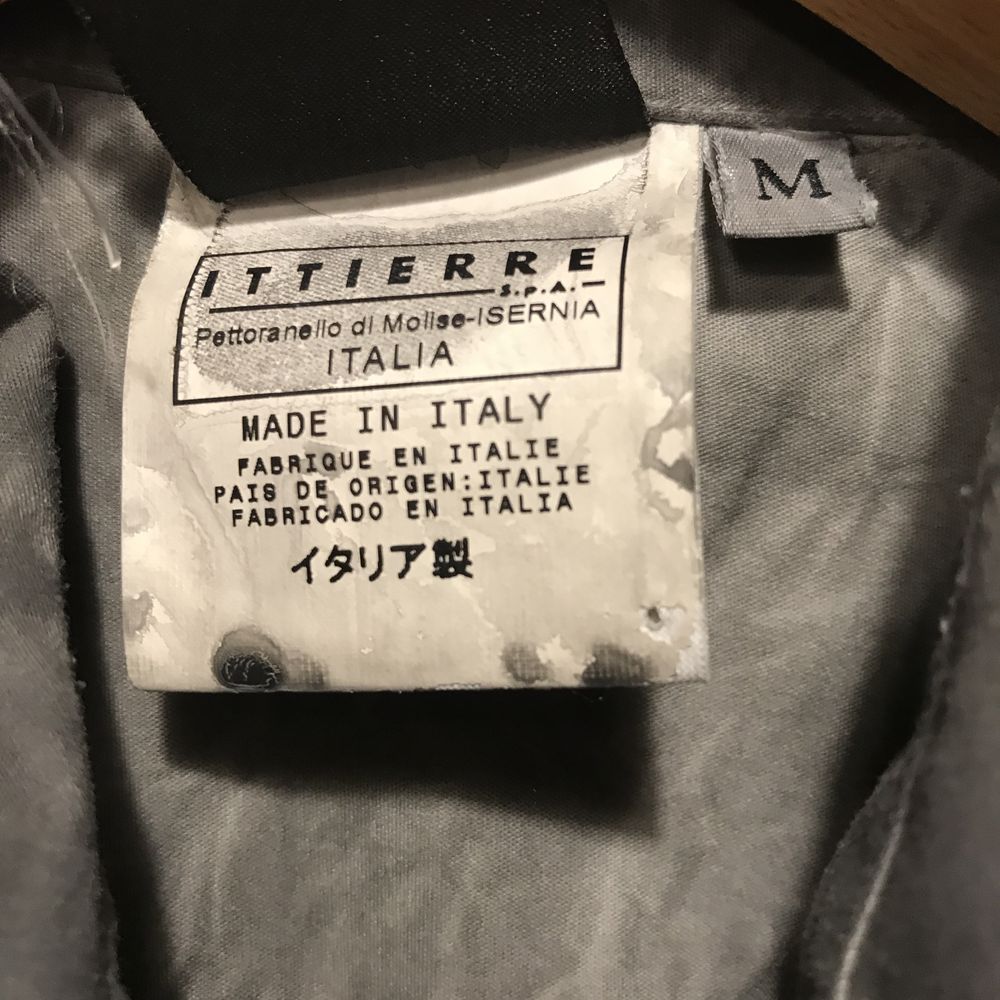 ITTIERRE
S.p.A.
Pettoranello di Molise-ISERNIA
ITALIA
MADE IN ITALY
FABRIQUE EN ITALIE
PAIS DE ORIGEN:ITALIE
FABRICADO EN ITALIA
イタリア製
M